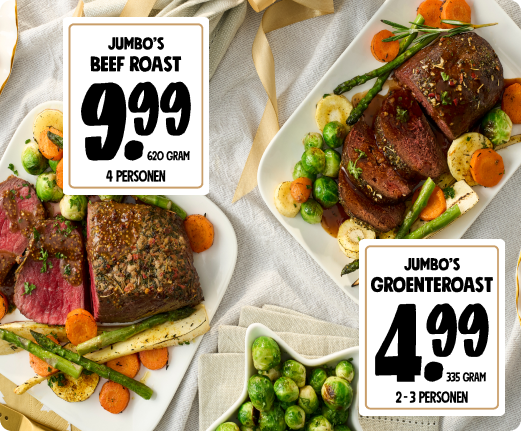 JUMBO'S
BEEF ROAST
9.99
620 GRAM
4 PERSONEN
JUMBO'S
GROENTEROAST
4.99
335 GRAM
2-3 PERSONEN